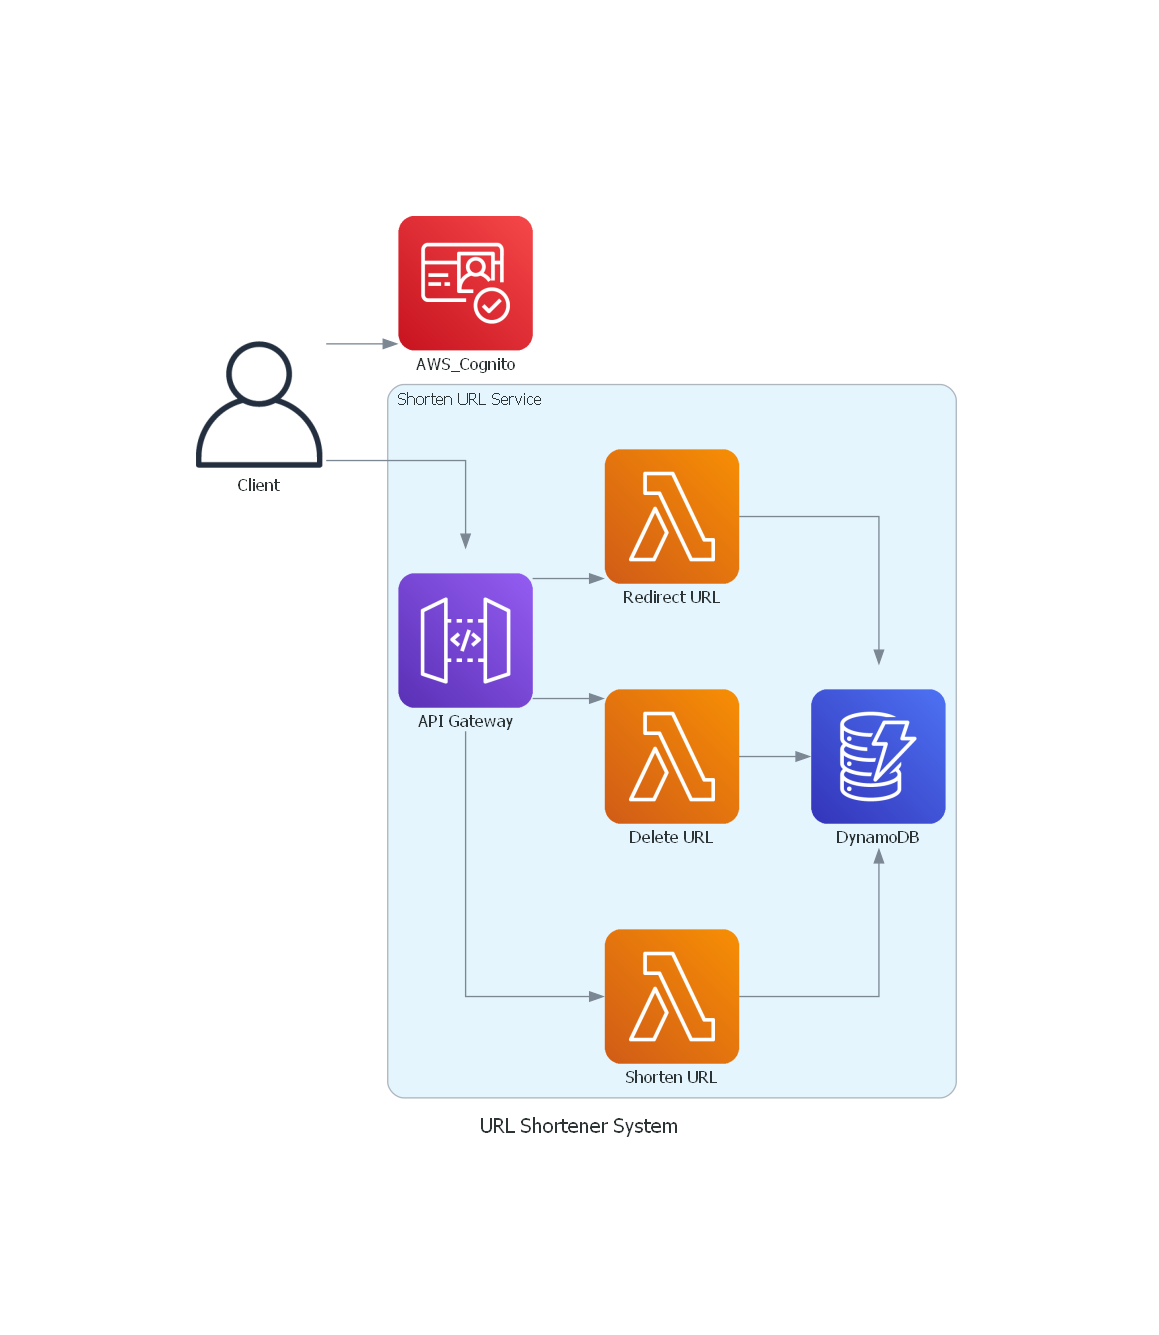 AWS_Cognito
Shorten URL Service
Client
Redirect URL
API Gateway
Delete URL
DynamoDB
Shorten URL
URL Shortener System